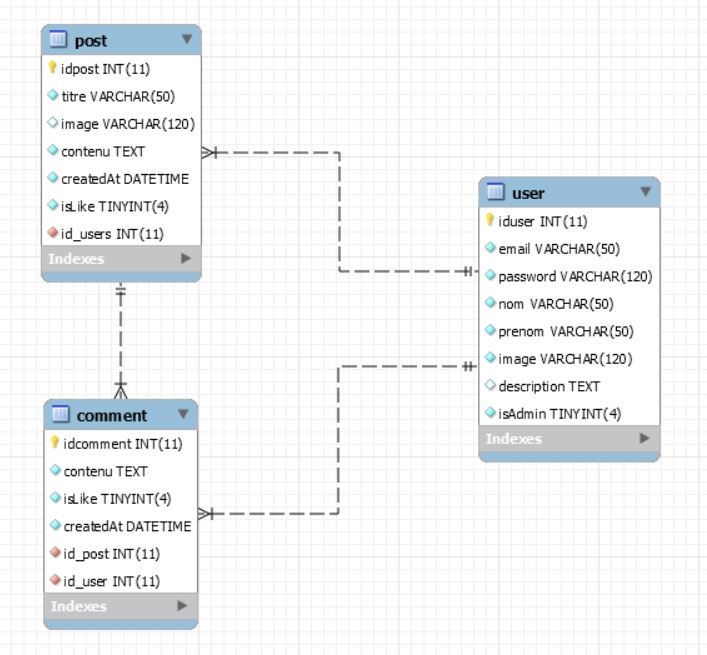 post
idpost INT(11)
titre VARCHAR(50)
image VARCHAR(120)
contenu TEXT
createdAt DATETIME
isLike TINYINT(4)
id_users INT(11)
Indexes
user
iduser INT(11)
email VARCHAR(50)
password VARCHAR(120)
nom VARCHAR(50)
prenom VARCHAR(50)
image VARCHAR(120)
description TEXT
isAdmin TINYINT(4)
Indexes
comment
idcomment INT(11)
contenu TEXT
isLike TINYINT(4)
createdAt DATETIME
id_post INT(11)
id_user INT(11)
Indexes